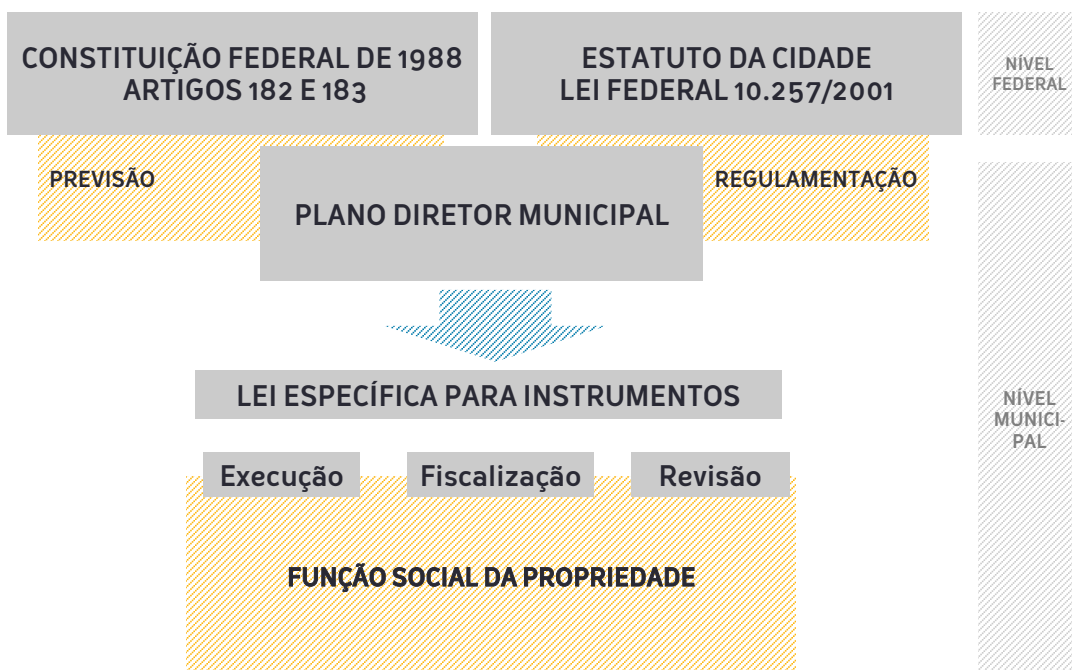 CONSTITUIÇÃO FEDERAL DE 1988
ARTIGOS 182 E 183
ESTATUTO DA CIDADE
LEI FEDERAL 10.257/2001
NÍVEL
FEDERAL
PREVISÃO
REGULAMENTAÇÃO
PLANO DIRETOR MUNICIPAL
LEI ESPECÍFICA PARA INSTRUMENTOS
NÍVEL
MUNICI-
PAL
Execução
Fiscalização
Revisão
FUNÇÃO SOCIAL DA PROPRIEDADE